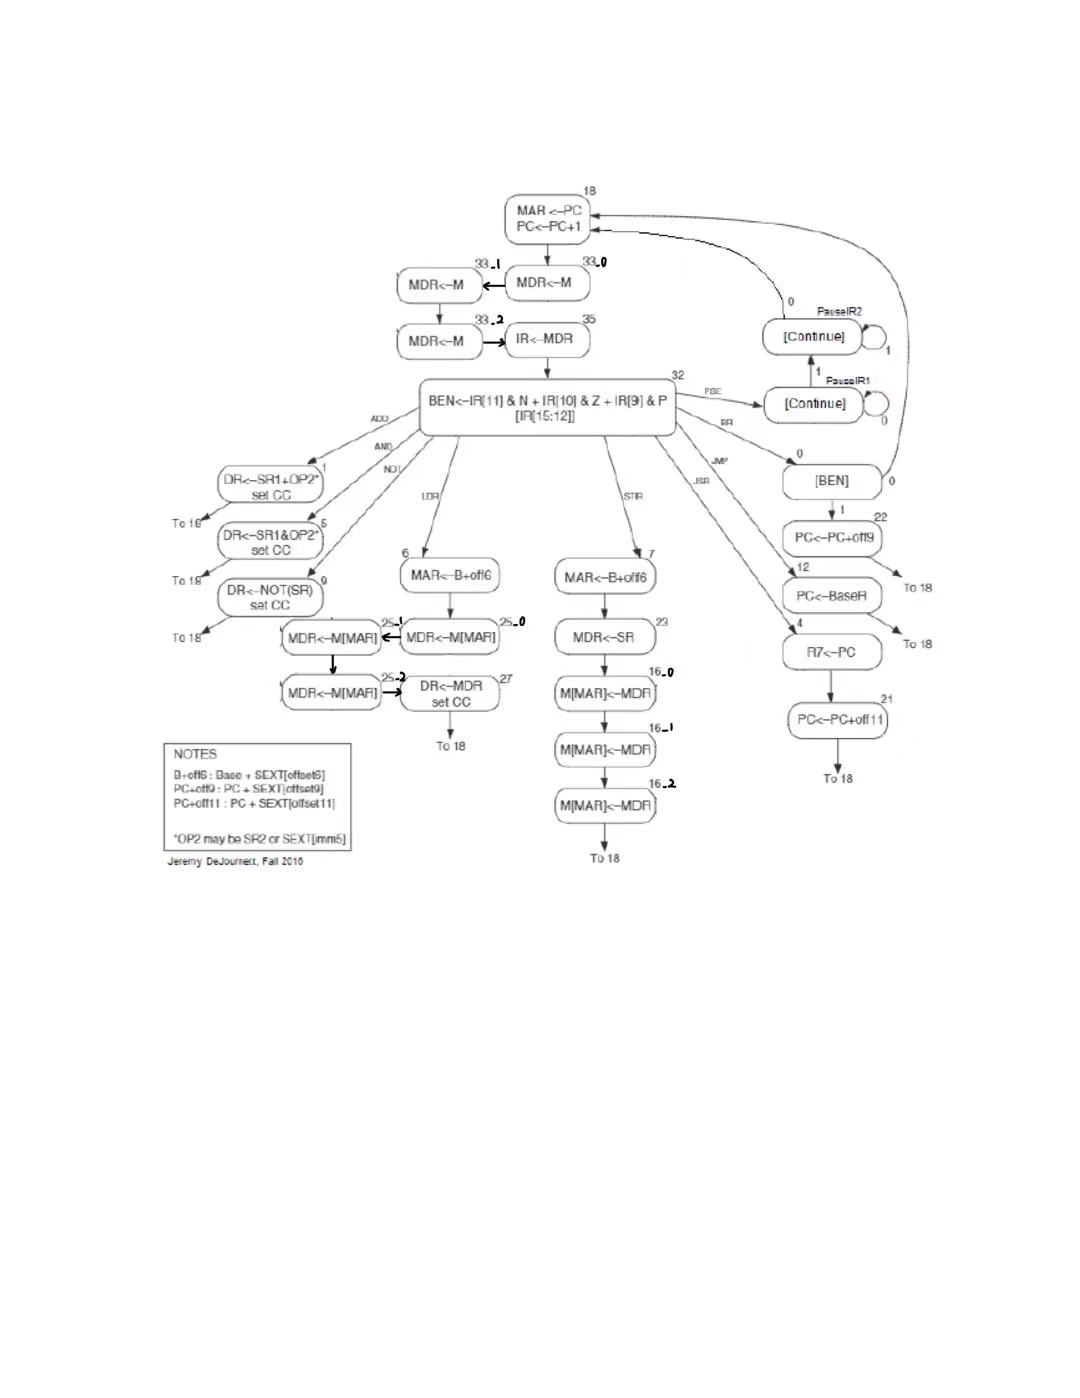 18
MAR <–PC
PC<–PC+1
33_1
33_0
MDR<–M
MDR<–M
33_2
35
MDR<–M
IR<–MDR
0
PauseIR2
[Continue]
1
1
PauseIR1
[Continue]
0
32
BEN<–IR[11] & N + IR[10] & Z + IR[9] & P
[IR[15:12]]
PSE
BR
JMP
JSR
ADD
AND
NOT
LDR
STR
1
DR<–SR1+OP2*
set CC
To 18
5
DR<–SR1&OP2*
set CC
To 18
9
DR<–NOT(SR)
set CC
To 18
6
MAR<–B+off6
25_1
25_0
MDR<–M[MAR]
MDR<–M[MAR]
25_2
27
MDR<–M[MAR]
DR<–MDR
set CC
To 18
7
MAR<–B+off6
23
MDR<–SR
16_0
M[MAR]<–MDR
16_1
M[MAR]<–MDR
16_2
M[MAR]<–MDR
To 18
0
[BEN]
0
1
22
PC<–PC+off9
To 18
12
PC<–BaseR
To 18
4
R7<–PC
21
PC<–PC+off11
To 18
NOTES
B+off6 : Base + SEXT[offset6]
PC+off9 : PC + SEXT[offset9]
PC+off11 : PC + SEXT[offset11]
*OP2 may be SR2 or SEXT[imm5]
Jeremy DeJournett, Fall 2016